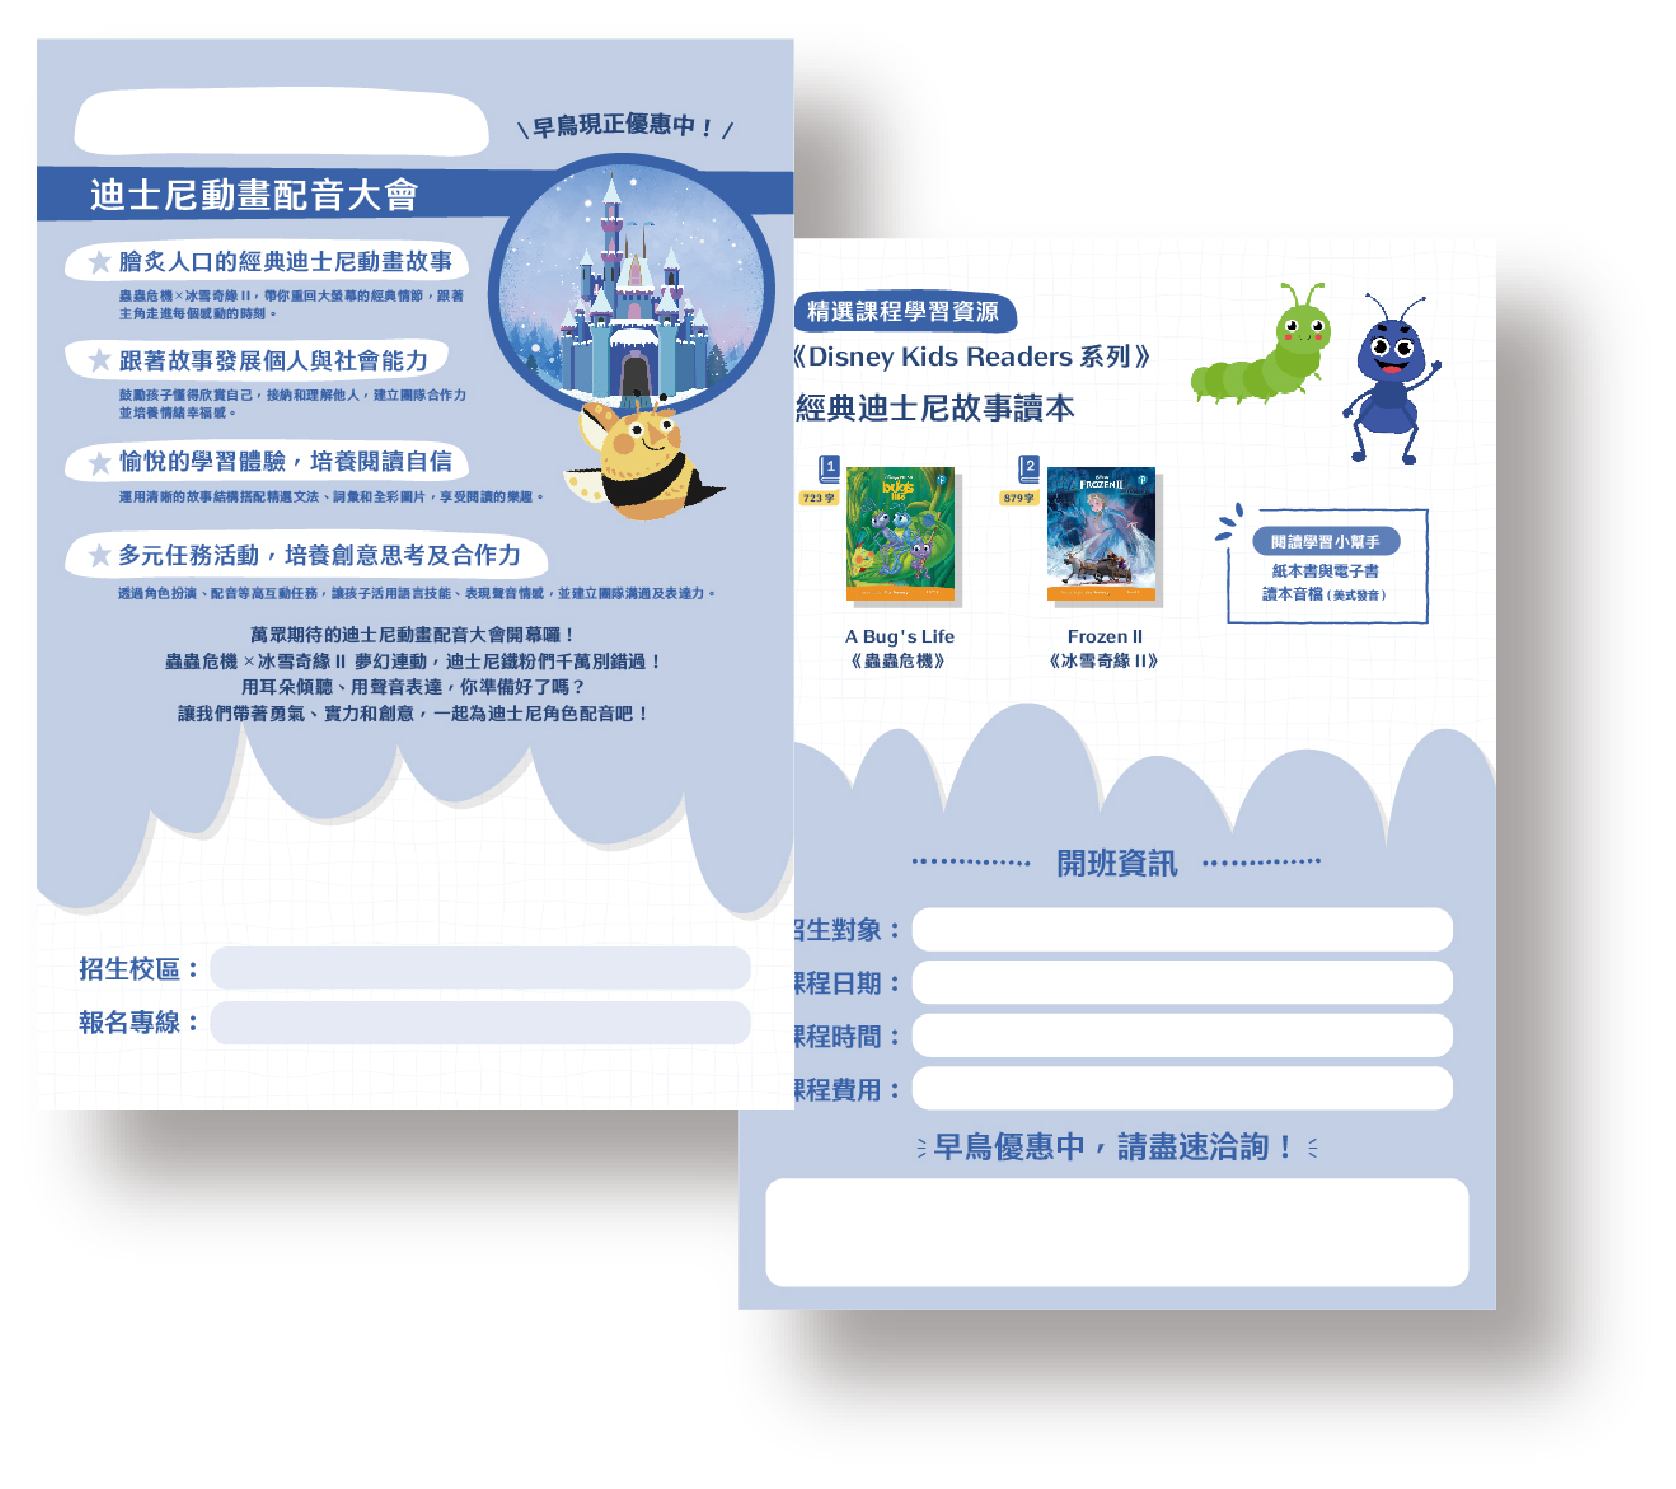 \ 早鳥現正優惠中！ /
迪士尼動畫配音大會
膾炙人口的經典迪士尼動畫故事
蟲蟲危機×冰雪奇緣 II，帶你重回大螢幕的經典情節，跟著
主角走進每個感動的時刻。
跟著故事發展個人與社會能力
鼓勵孩子懂得欣賞自己，接納和理解他人，建立團隊合作力
並培養情緒幸福感。
愉悅的學習體驗，培養閱讀自信
運用清晰的故事結構搭配精選文法、詞彙和全彩圖片，享受閱讀的樂趣。
多元任務活動，培養創意思考及合作力
透過角色扮演、配音等高互動任務，讓孩子活用語言技能、表現聲音情感，並建立團隊溝通及表達力。
萬眾期待的迪士尼動畫配音大會開幕囉！
蟲蟲危機×冰雪奇緣 II 夢幻連動，迪士尼鐵粉們千萬別錯過！
用耳朵傾聽、用聲音表達，你準備好了嗎？
讓我們帶著勇氣、實力和創意，一起為迪士尼角色配音吧！
招生校區：
報名專線：
精選課程學習資源
《Disney Kids Readers 系列》
經典迪士尼故事讀本
1
723 字
bugs life
2
879字
FROZEN II
A Bug's Life
《蟲蟲危機》
Frozen II
《冰雪奇緣 II》
閱讀學習小幫手
紙本書與電子書
讀本音檔（美式發音）
開班資訊
招生對象：
課程日期：
課程時間：
課程費用：
早鳥優惠中，請盡速洽詢！